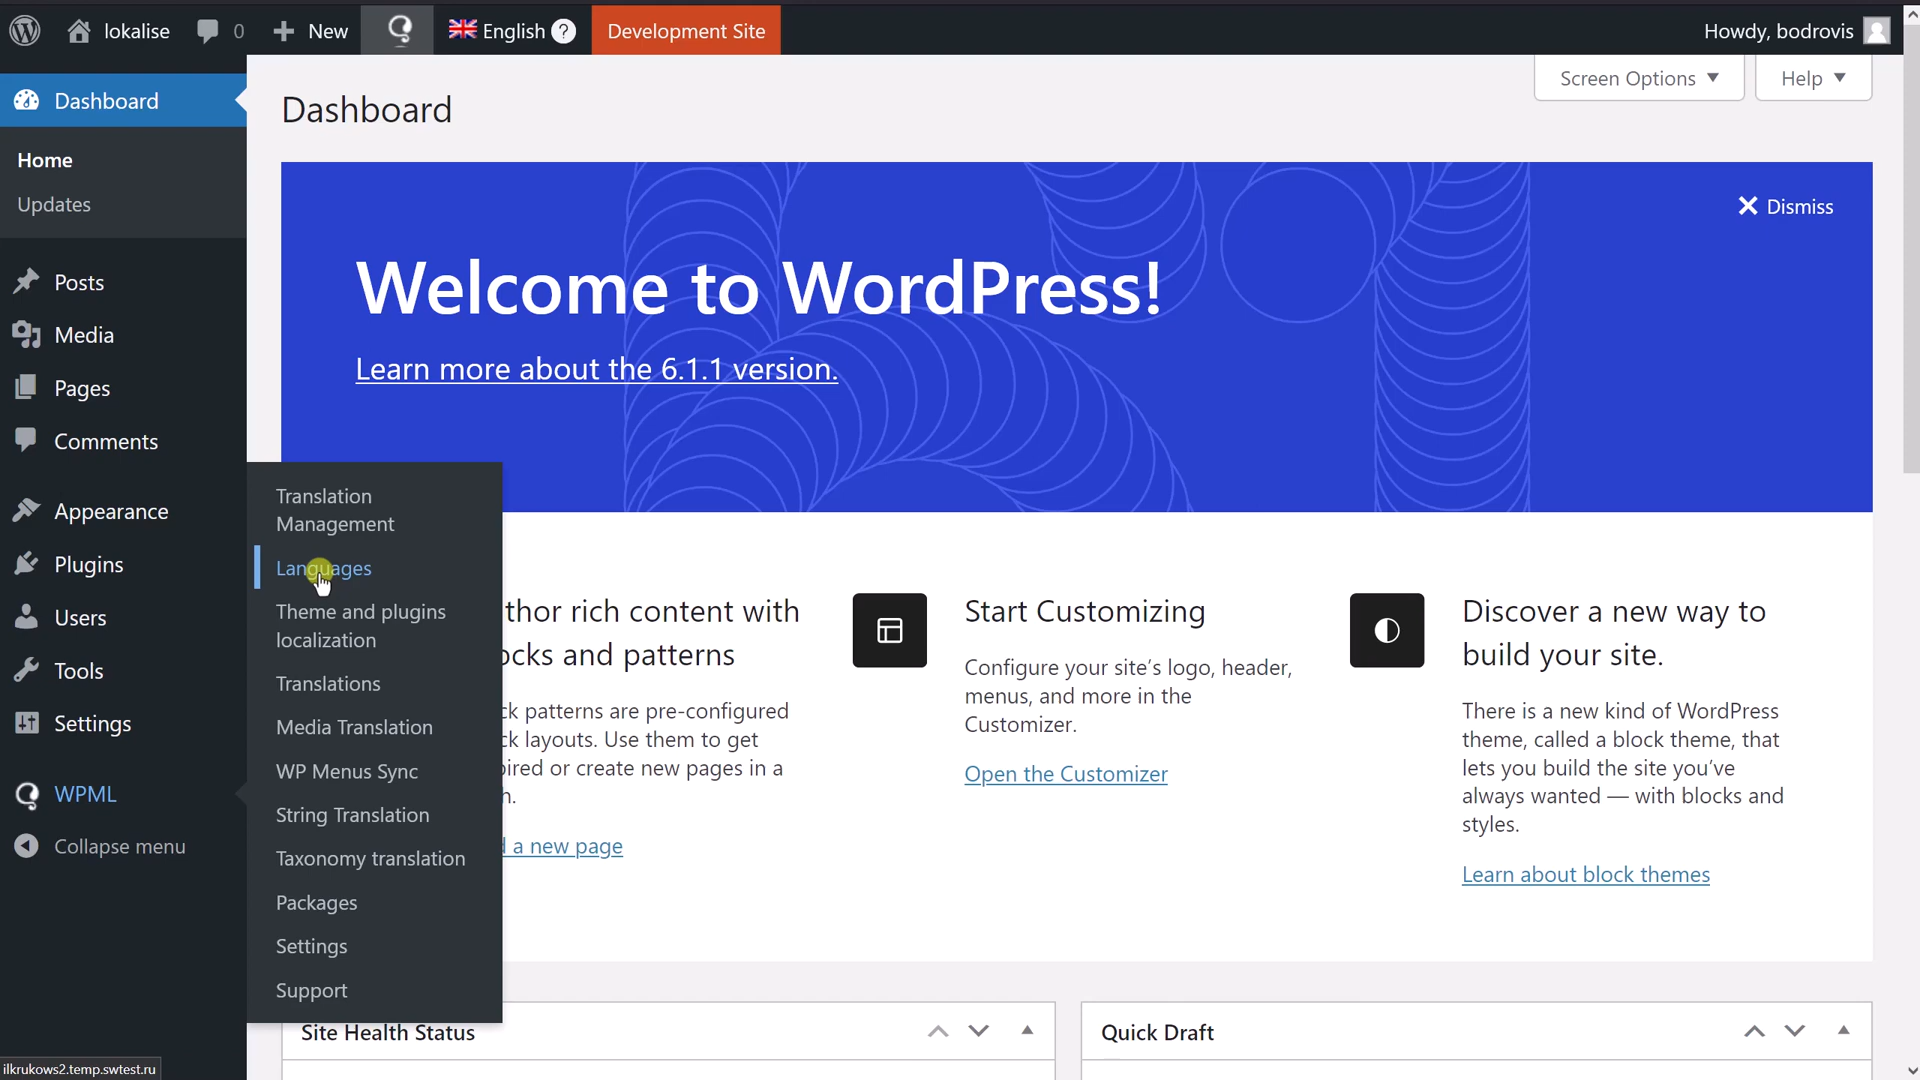 lokalise 0 New English ? Development Site Howdy, bodrovis
Dashboard
Home
Updates
Posts
Media
Pages
Comments
Appearance
Plugins
Users
Tools
Settings
WPML
Collapse menu
Translation
Management
Languages
Theme and plugins
localization
Translations
Media Translation
WP Menus Sync
String Translation
Taxonomy translation
Packages
Settings
Support
Screen Options Help
Dashboard
Dismiss
Welcome to WordPress!
Learn more about the 6.1.1 version.
thor rich content with
ocks and patterns
ck patterns are pre-configured
ck layouts. Use them to get
pired or create new pages in a
h.
d a new page
Start Customizing
Configure your site’s logo, header,
menus, and more in the
Customizer.
Open the Customizer
Discover a new way to
build your site.
There is a new kind of WordPress
theme, called a block theme, that
lets you build the site you’ve
always wanted — with blocks and
styles.
Learn about block themes
Site Health Status
Quick Draft
ilkrukows2.temp.swtest.ru